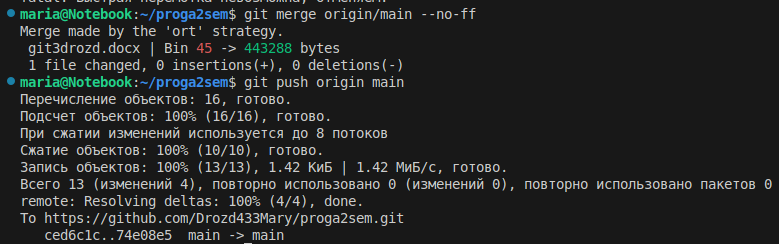 maria@Notebook:~/proga2sem$ git merge origin/main --no-ff
Merge made by the 'ort' strategy.
 git3drozd.docx | Bin 45 -> 443288 bytes
 1 file changed, 0 insertions(+), 0 deletions(-)
maria@Notebook:~/proga2sem$ git push origin main
Перечисление объектов: 16, готово.
Подсчет объектов: 100% (16/16), готово.
При сжатии изменений используется до 8 потоков
Сжатие объектов: 100% (10/10), готово.
Запись объектов: 100% (13/13), 1.42 КиБ | 1.42 МиБ/с, готово.
Всего 13 (изменений 4), повторно использовано 0 (изменений 0), повторно использовано пакетов 0
remote: Resolving deltas: 100% (4/4), done.
To https://github.com/Drozd433Mary/proga2sem.git
   ced6c1c..74e08e5  main -> main